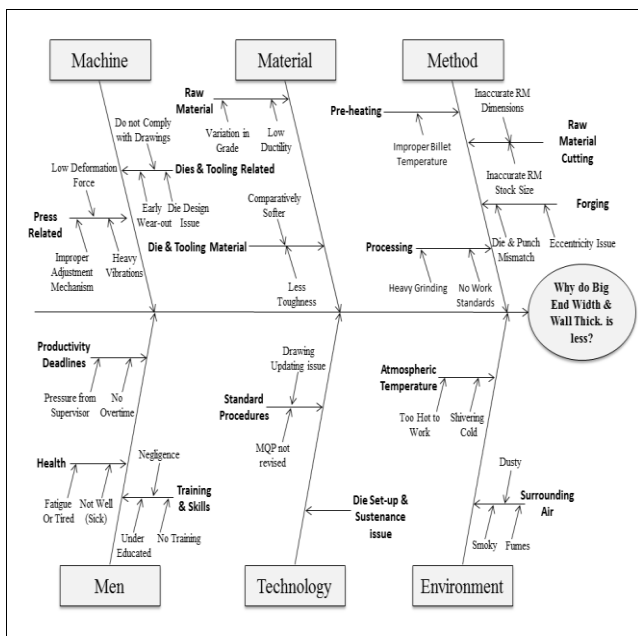 Machine
Material
Method
Do not Comply
with Drawings
Dies & Tooling Related
Early
Wear-out
Die Design
Issue
Low Deformation
Force
Press
Related
Improper
Adjustment
Mechanism
Heavy
Vibrations
Raw
Material
Variation in
Grade
Low
Ductility
Comparatively
Softer
Die & Tooling Material
Less
Toughness
Pre-heating
Improper Billet
Temperature
Inaccurate RM
Dimensions
Raw
Material
Cutting
Inaccurate RM
Stock Size
Forging
Die & Punch
Mismatch
Eccentricity Issue
Processing
Heavy Grinding
No Work
Standards
Why do Big
End Width &
Wall Thick. is
less?
Productivity
Deadlines
Pressure from
Supervisor
No
Overtime
Health
Fatigue
Or Tired
Not Well
(Sick)
Negligence
Training
& Skills
Under
Educated
No Training
Drawing
Updating issue
Standard
Procedures
MQP not
revised
Die Set-up &
Sustenance
issue
Atmospheric
Temperature
Too Hot to
Work
Shivering
Cold
Dusty
Surrounding
Air
Smoky
Fumes
Men
Technology
Environment